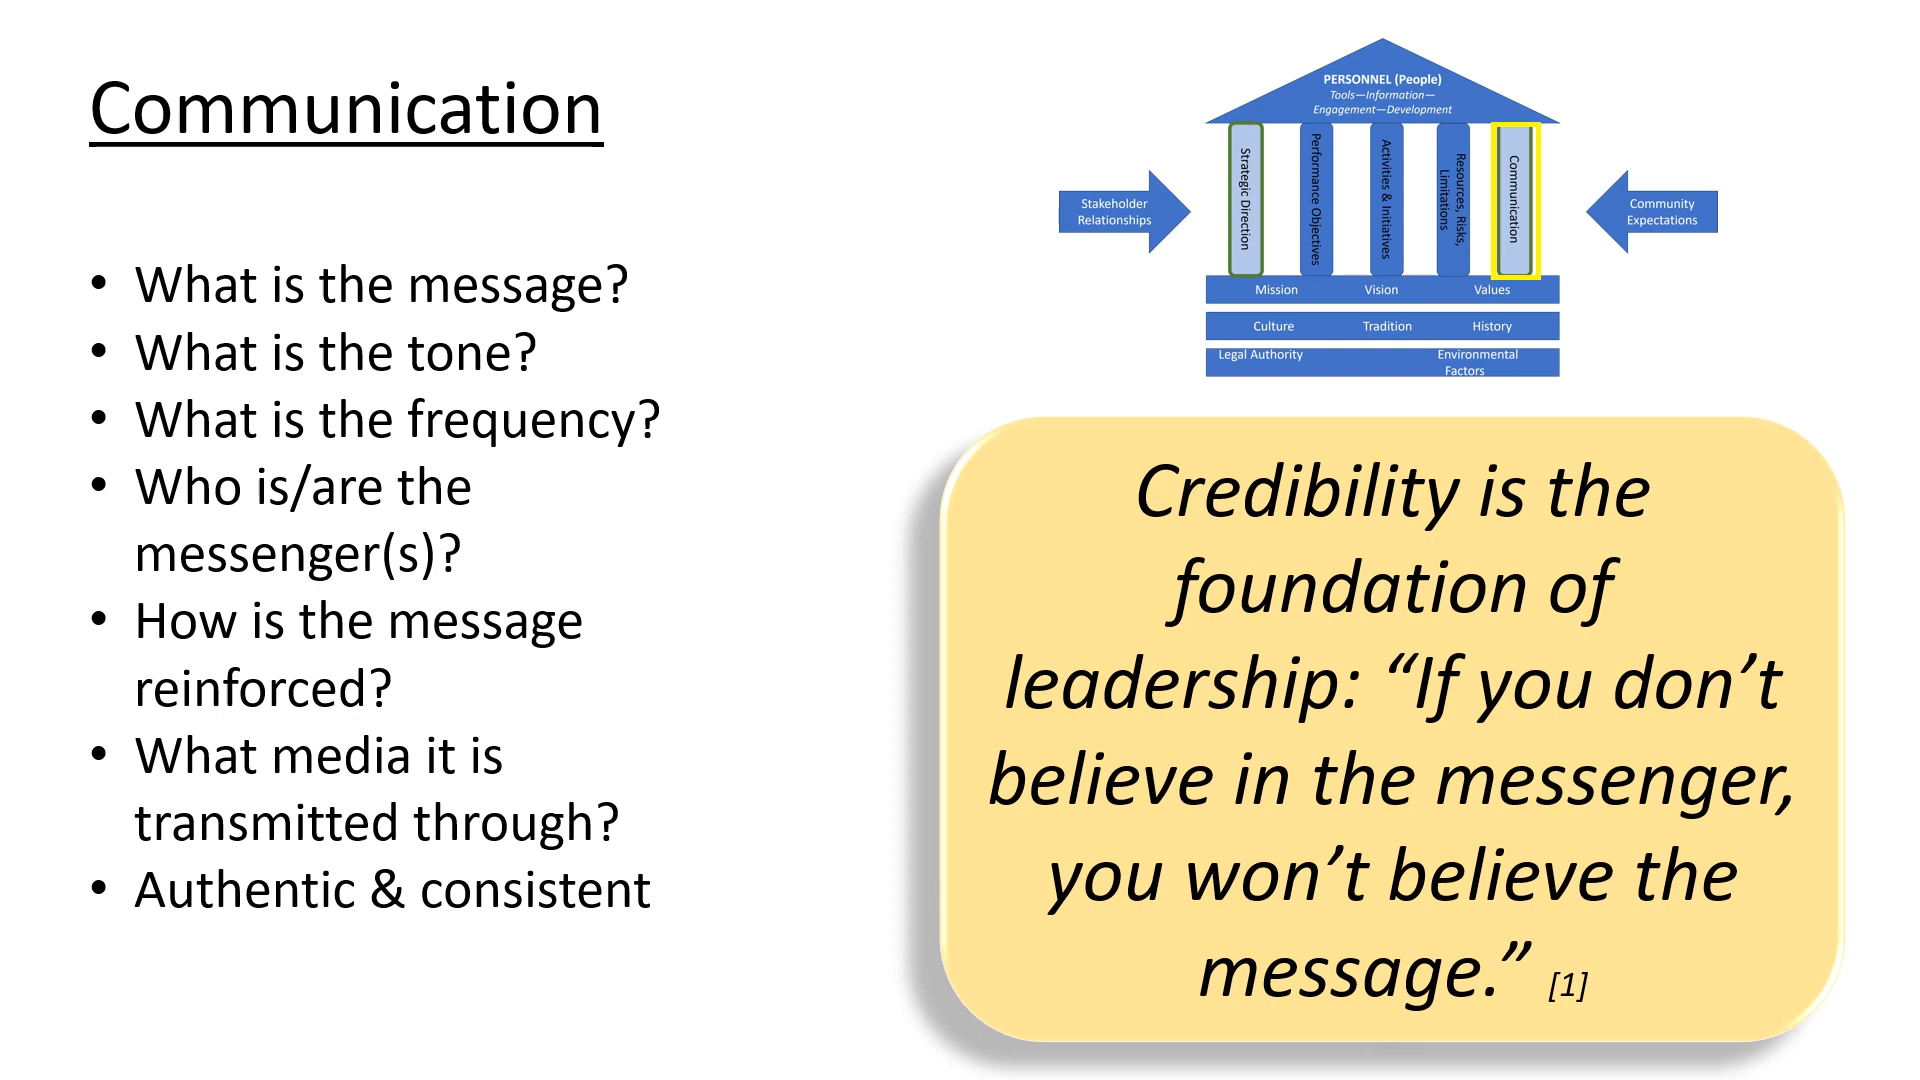 Communication
• What is the message?
• What is the tone?
• What is the frequency?
• Who is/are the
messenger(s)?
• How is the message
reinforced?
• What media it is
transmitted through?
• Authentic & consistent
PERSONNEL (People)
Tools—Information—
Engagement—Development
Stakeholder
Relationships
Strategic Direction
Performance Objectives
Activities & Initiatives
Resources, Risks,
Limitations
Communication
Community
Expectations
Mission Vision Values
Culture Tradition History
Legal Authority Environmental
Factors
Credibility is the
foundation of
leadership: “If you don’t
believe in the messenger,
you won’t believe the
message.” [1]